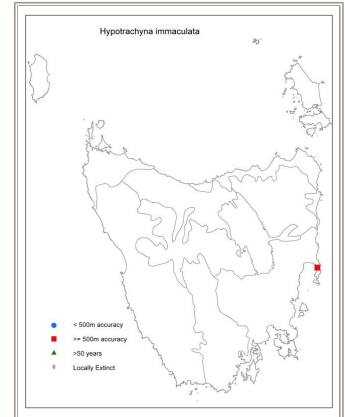 Hypotrachyna immaculata
< 500m accuracy
>= 500m accuracy
>50 years
Locally Extinct